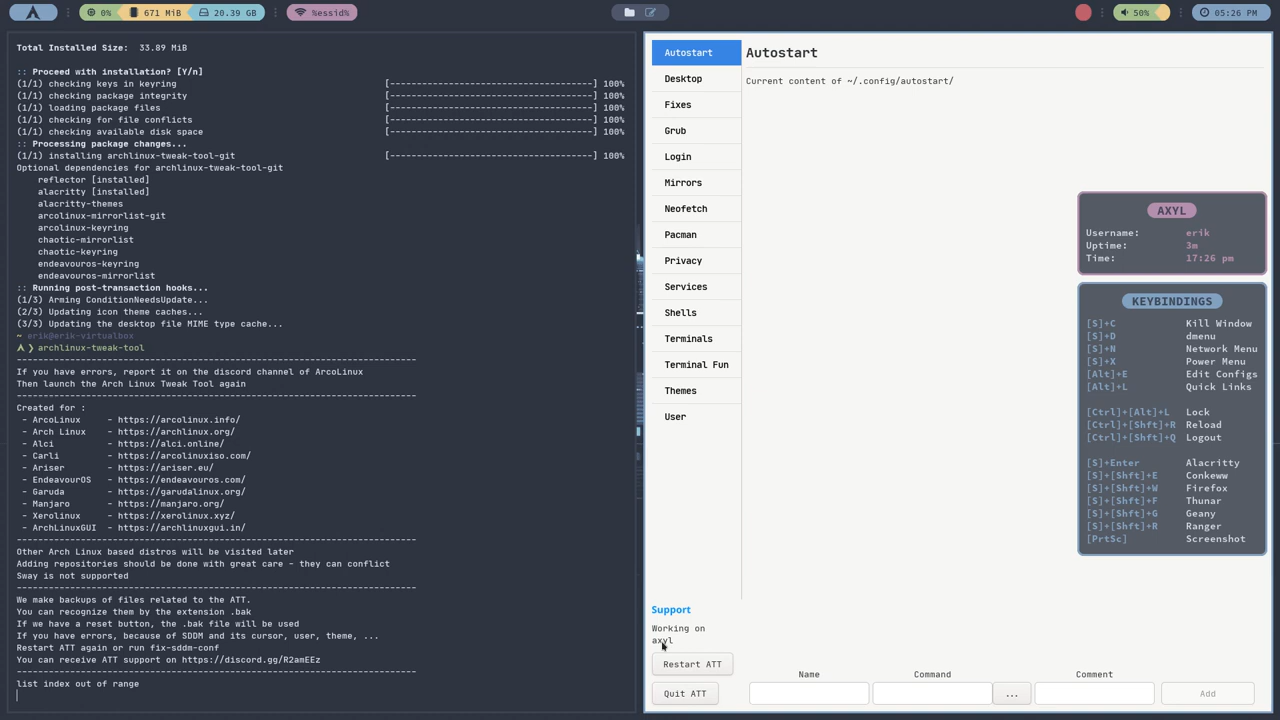 0% 671 MiB 20.39 GB %essid% 50% 05:26 PM
Total Installed Size:  33.89 MiB
:: Proceed with installation? [Y/n]
(1/1) checking keys in keyring [----------------------------------] 100%
(1/1) checking package integrity [----------------------------------] 100%
(1/1) loading package files [----------------------------------] 100%
(1/1) checking for file conflicts [----------------------------------] 100%
(1/1) checking available disk space [----------------------------------] 100%
:: Processing package changes...
(1/1) installing archlinux-tweak-tool-git [----------------------------------] 100%
Optional dependencies for archlinux-tweak-tool-git
reflector [installed]
alacritty [installed]
alacritty-themes
arcolinux-mirrorlist-git
arcolinux-keyring
chaotic-mirrorlist
chaotic-keyring
endeavouros-keyring
endeavouros-mirrorlist
:: Running post-transaction hooks...
(1/3) Arming ConditionNeedsUpdate...
(2/3) Updating icon theme caches...
(3/3) Updating the desktop file MIME type cache...
~ erik@erik-virtualbox
❯ archlinux-tweak-tool
---------------------------------------------------------------------------
If you have errors, report it on the discord channel of ArcoLinux
Then launch the Arch Linux Tweak Tool again
---------------------------------------------------------------------------
Created for :
- ArcoLinux - https://arcolinux.info/
- Arch Linux - https://archlinux.org/
- Alci - https://alci.online/
- Carli - https://arcolinuxiso.com/
- Ariser - https://ariser.eu/
- EndeavourOS - https://endeavouros.com/
- Garuda - https://garudalinux.org/
- Manjaro - https://manjaro.org/
- Xerolinux - https://xerolinux.xyz/
- ArchLinuxGUI - https://archlinuxgui.in/
---------------------------------------------------------------------------
Other Arch Linux based distros will be visited later
Adding repositories should be done with great care - they can conflict
Sway is not supported
---------------------------------------------------------------------------
We make backups of files related to the ATT.
You can recognize them by the extension .bak
If we have a reset button, the .bak file will be used
If you have errors, because of SDDM and its cursor, user, theme, ...
Restart ATT again or run fix-sddm-conf
You can receive ATT support on https://discord.gg/R2amEEz
---------------------------------------------------------------------------
list index out of range
Autostart
Desktop
Fixes
Grub
Login
Mirrors
Neofetch
Pacman
Privacy
Services
Shells
Terminals
Terminal Fun
Themes
User
Support
Working on
axyl
Restart ATT
Quit ATT
Autostart
Current content of ~/.config/autostart/
Name Command Comment
... Add
AXYL
Username: erik
Uptime: 3m
Time: 17:26 pm
KEYBINDINGS
[S]+C Kill Window
[S]+D dmenu
[S]+N Network Menu
[S]+X Power Menu
[Alt]+E Edit Configs
[Alt]+L Quick Links
[Ctrl]+[Alt]+L Lock
[Ctrl]+[Shft]+R Reload
[Ctrl]+[Shft]+Q Logout
[S]+Enter Alacritty
[S]+[Shft]+E Conkeww
[S]+[Shft]+W Firefox
[S]+[Shft]+F Thunar
[S]+[Shft]+G Geany
[S]+[Shft]+R Ranger
[PrtSc] Screenshot